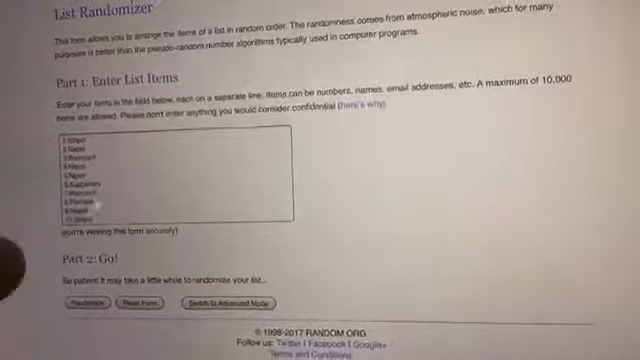 List Randomizer
This form allows you to arrange the items of a list in random order. The randomness comes from atmospheric noise, which for many
purposes is better than the pseudo-random number algorithms typically used in computer programs.
Part 1: Enter List Items
Enter your items in the field below, each on a separate line. Items can be numbers, names, email addresses, etc. A maximum of 10,000
items are allowed. Please don't enter anything you would consider confidential (here's why)
(you're viewing this form securely)
Part 2: Go!
Be patient! It may take a little while to randomize your list...
Randomize Reset Form Switch to Advanced Mode
© 1998-2017 RANDOM.ORG
Follow us: Twitter | Facebook | Google+
Terms and Conditions